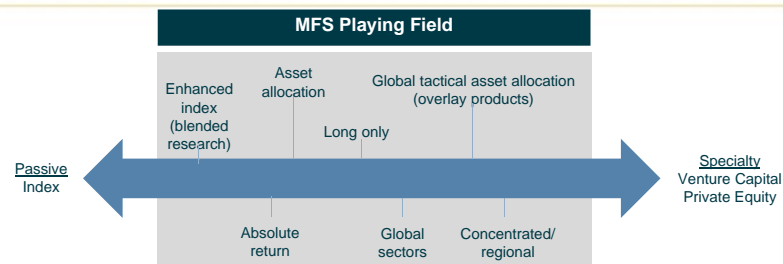 MFS Playing Field
Enhanced
index
(blended
research)
Asset
allocation
Long only
Global tactical asset allocation
(overlay products)
Passive
Index
Specialty
Venture Capital
Private Equity
Absolute
return
Global
sectors
Concentrated/
regional